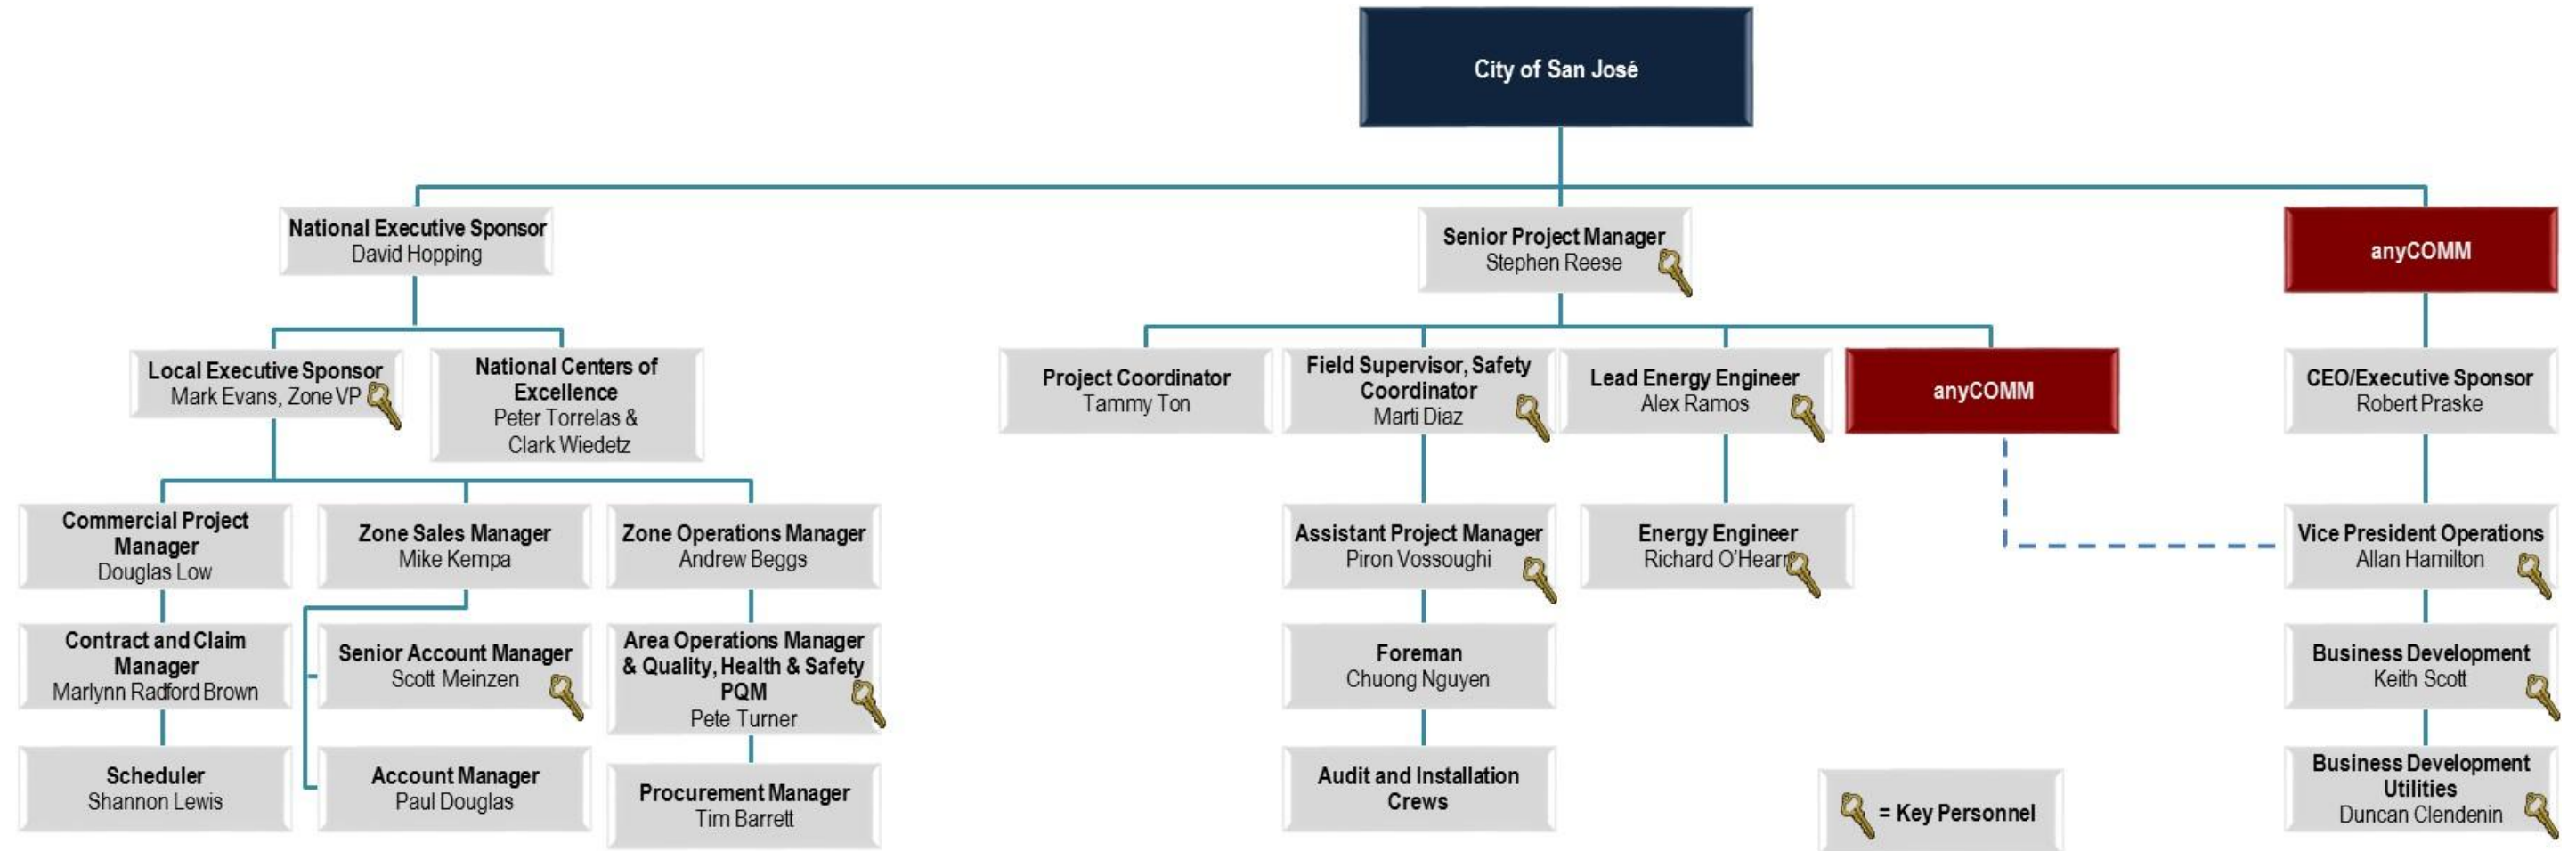 City of San José
National Executive Sponsor
David Hopping
Senior Project Manager
Stephen Reese
anyCOMM
Local Executive Sponsor
Mark Evans, Zone VP
National Centers of
Excellence
Peter Torrelas &
Clark Wiedetz
Project Coordinator
Tammy Ton
Field Supervisor, Safety
Coordinator
Marti Diaz
Lead Energy Engineer
Alex Ramos
anyCOMM
CEO/Executive Sponsor
Robert Praske
Commercial Project
Manager
Douglas Low
Zone Sales Manager
Mike Kempa
Zone Operations Manager
Andrew Beggs
Assistant Project Manager
Piron Vossoughi
Energy Engineer
Richard O'Hearn
Vice President Operations
Allan Hamilton
Contract and Claim
Manager
Marlynn Radford Brown
Senior Account Manager
Scott Meinzen
Area Operations Manager
& Quality, Health & Safety
PQM
Pete Turner
Foreman
Chuong Nguyen
Business Development
Keith Scott
Scheduler
Shannon Lewis
Account Manager
Paul Douglas
Procurement Manager
Tim Barrett
Audit and Installation
Crews
= Key Personnel
Business Development
Utilities
Duncan Clendenin